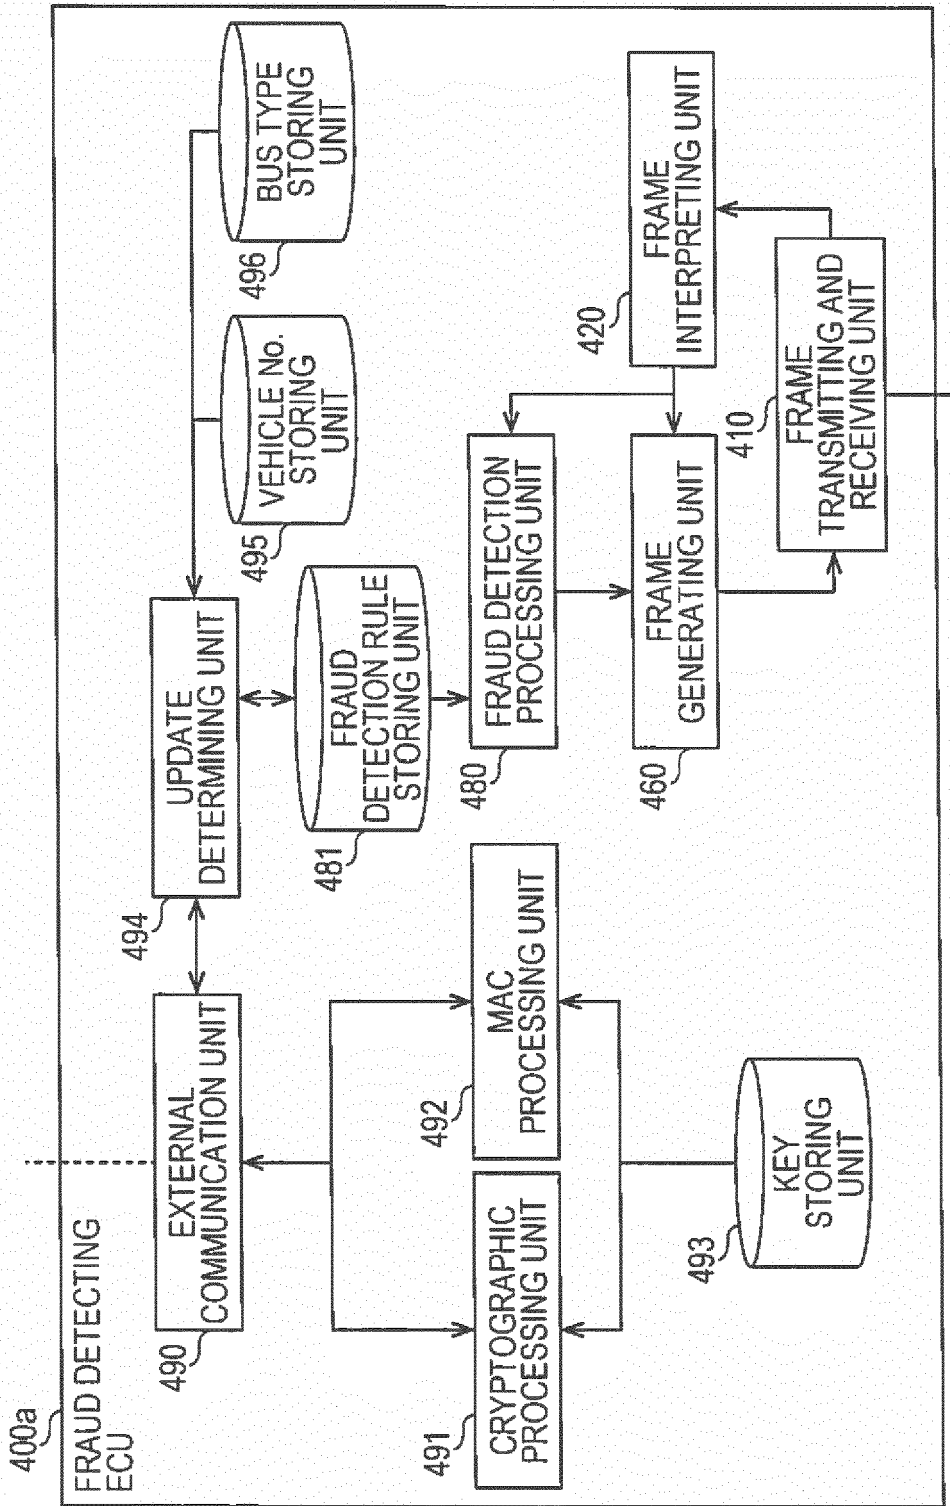 400a
FRAUD DETECTING
ECU
490
EXTERNAL
COMMUNICATION UNIT
494
UPDATE
DETERMINING UNIT
495
VEHICLE No.
STORING
UNIT
496
BUS TYPE
STORING
UNIT
481
FRAUD
DETECTION RULE
STORING UNIT
491
CRYPTOGRAPHIC
PROCESSING UNIT
492
MAC
PROCESSING UNIT
480
FRAUD DETECTION
PROCESSING UNIT
420
FRAME
INTERPRETING UNIT
460
FRAME
GENERATING UNIT
493
KEY
STORING
UNIT
410
FRAME
TRANSMITTING AND
RECEIVING UNIT